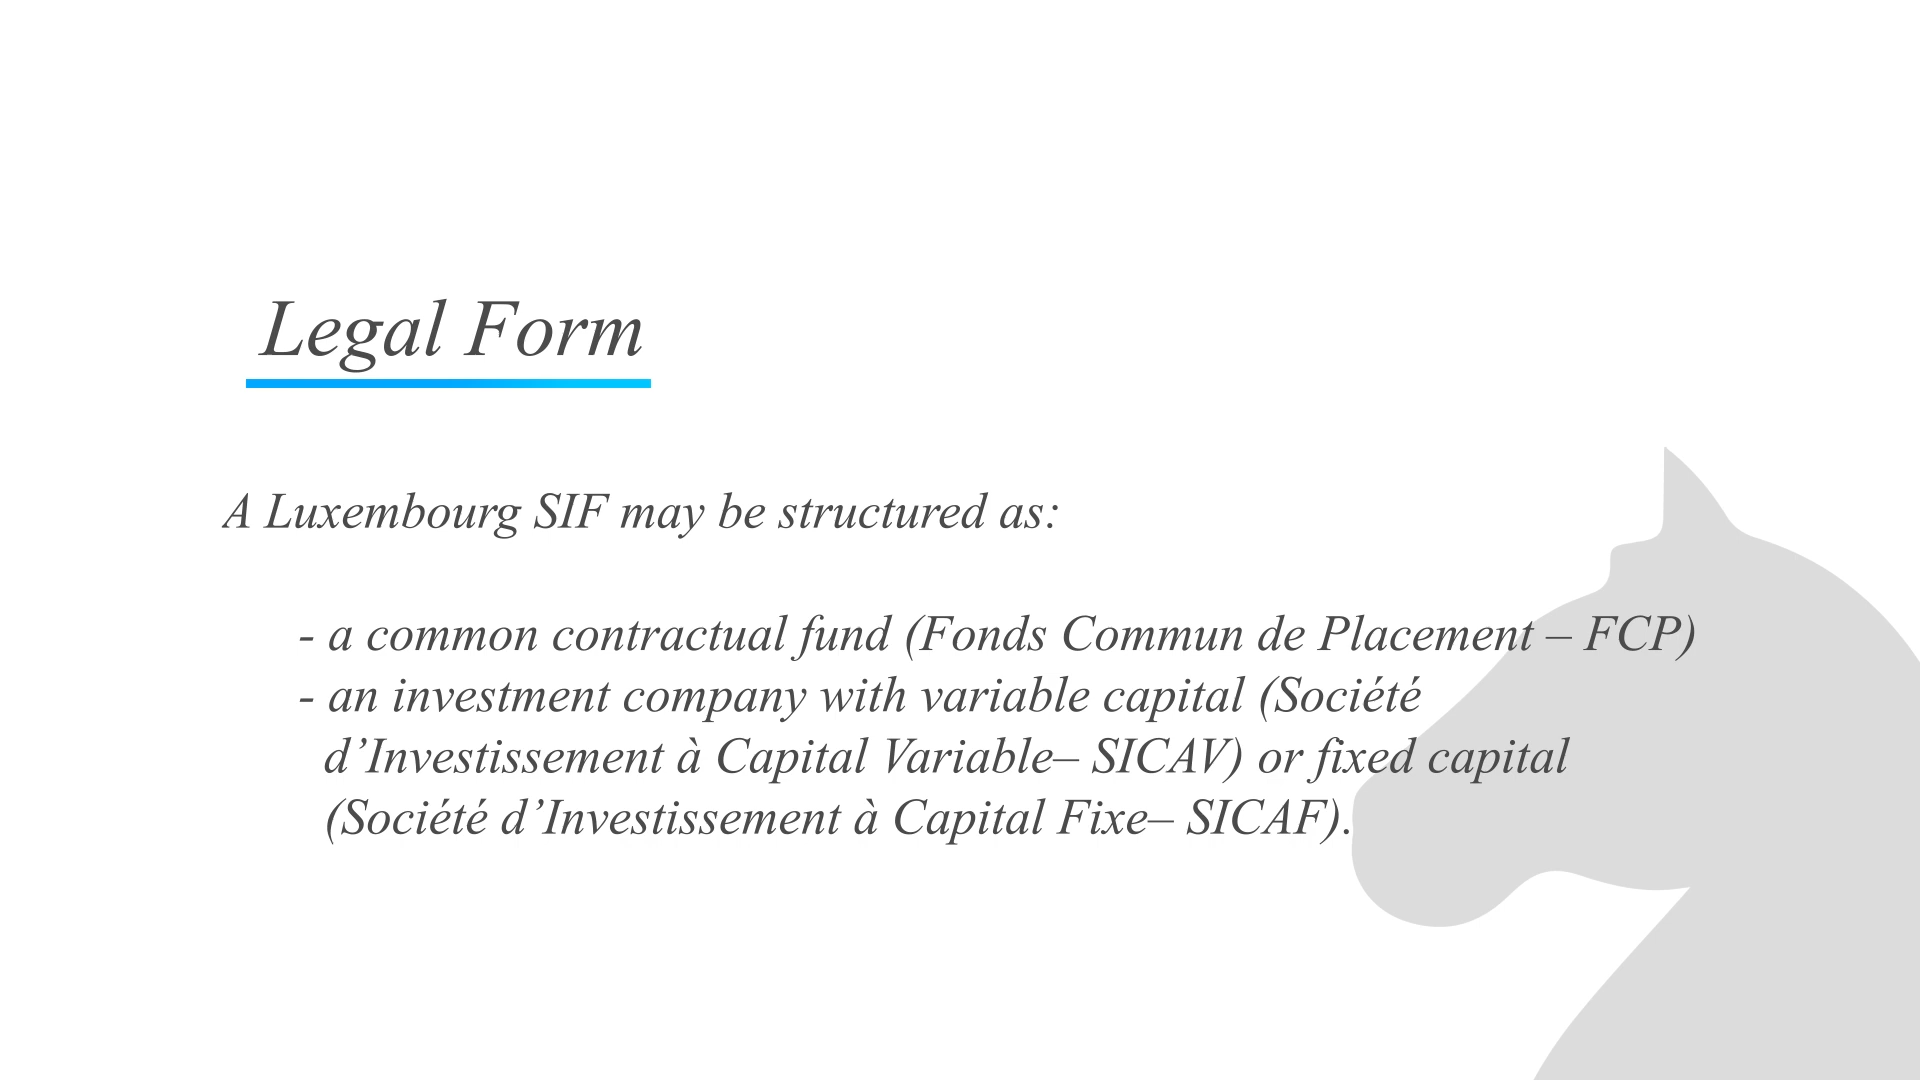 Legal Form
A Luxembourg SIF may be structured as:
- a common contractual fund (Fonds Commun de Placement – FCP)
- an investment company with variable capital (Société
d’Investissement à Capital Variable– SICAV) or fixed capital
(Société d’Investissement à Capital Fixe– SICAF).